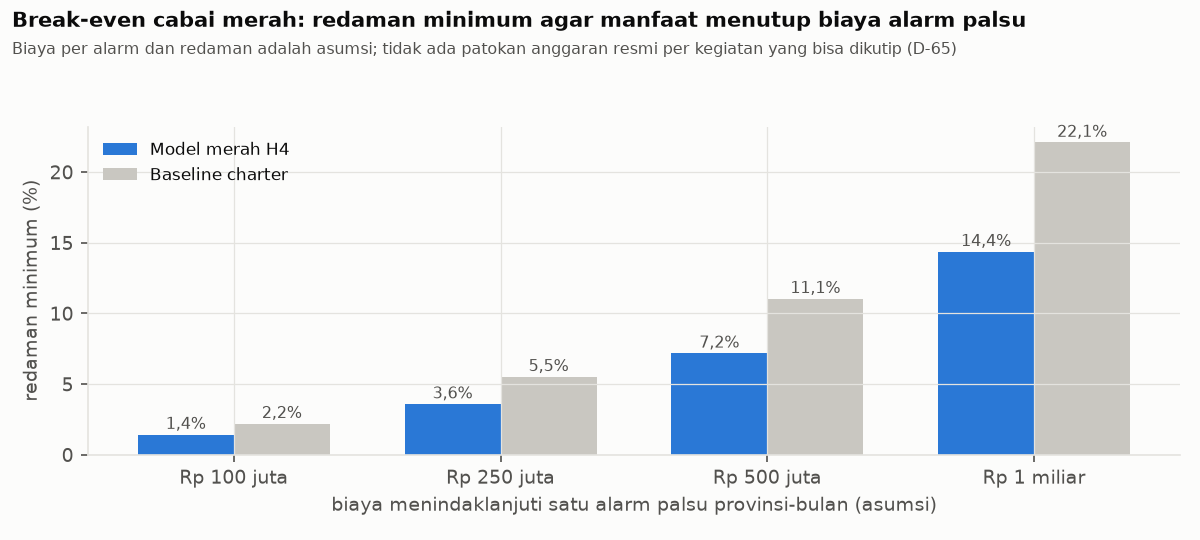 Break-even cabai merah: redaman minimum agar manfaat menutup biaya alarm palsu
Biaya per alarm dan redaman adalah asumsi; tidak ada patokan anggaran resmi per kegiatan yang bisa dikutip (D-65)
Model merah H4
Baseline charter
redaman minimum (%)
20
15
10
5
0
1,4%
2,2%
3,6%
5,5%
7,2%
11,1%
14,4%
22,1%
Rp 100 juta
Rp 250 juta
Rp 500 juta
Rp 1 miliar
biaya menindaklanjuti satu alarm palsu provinsi-bulan (asumsi)